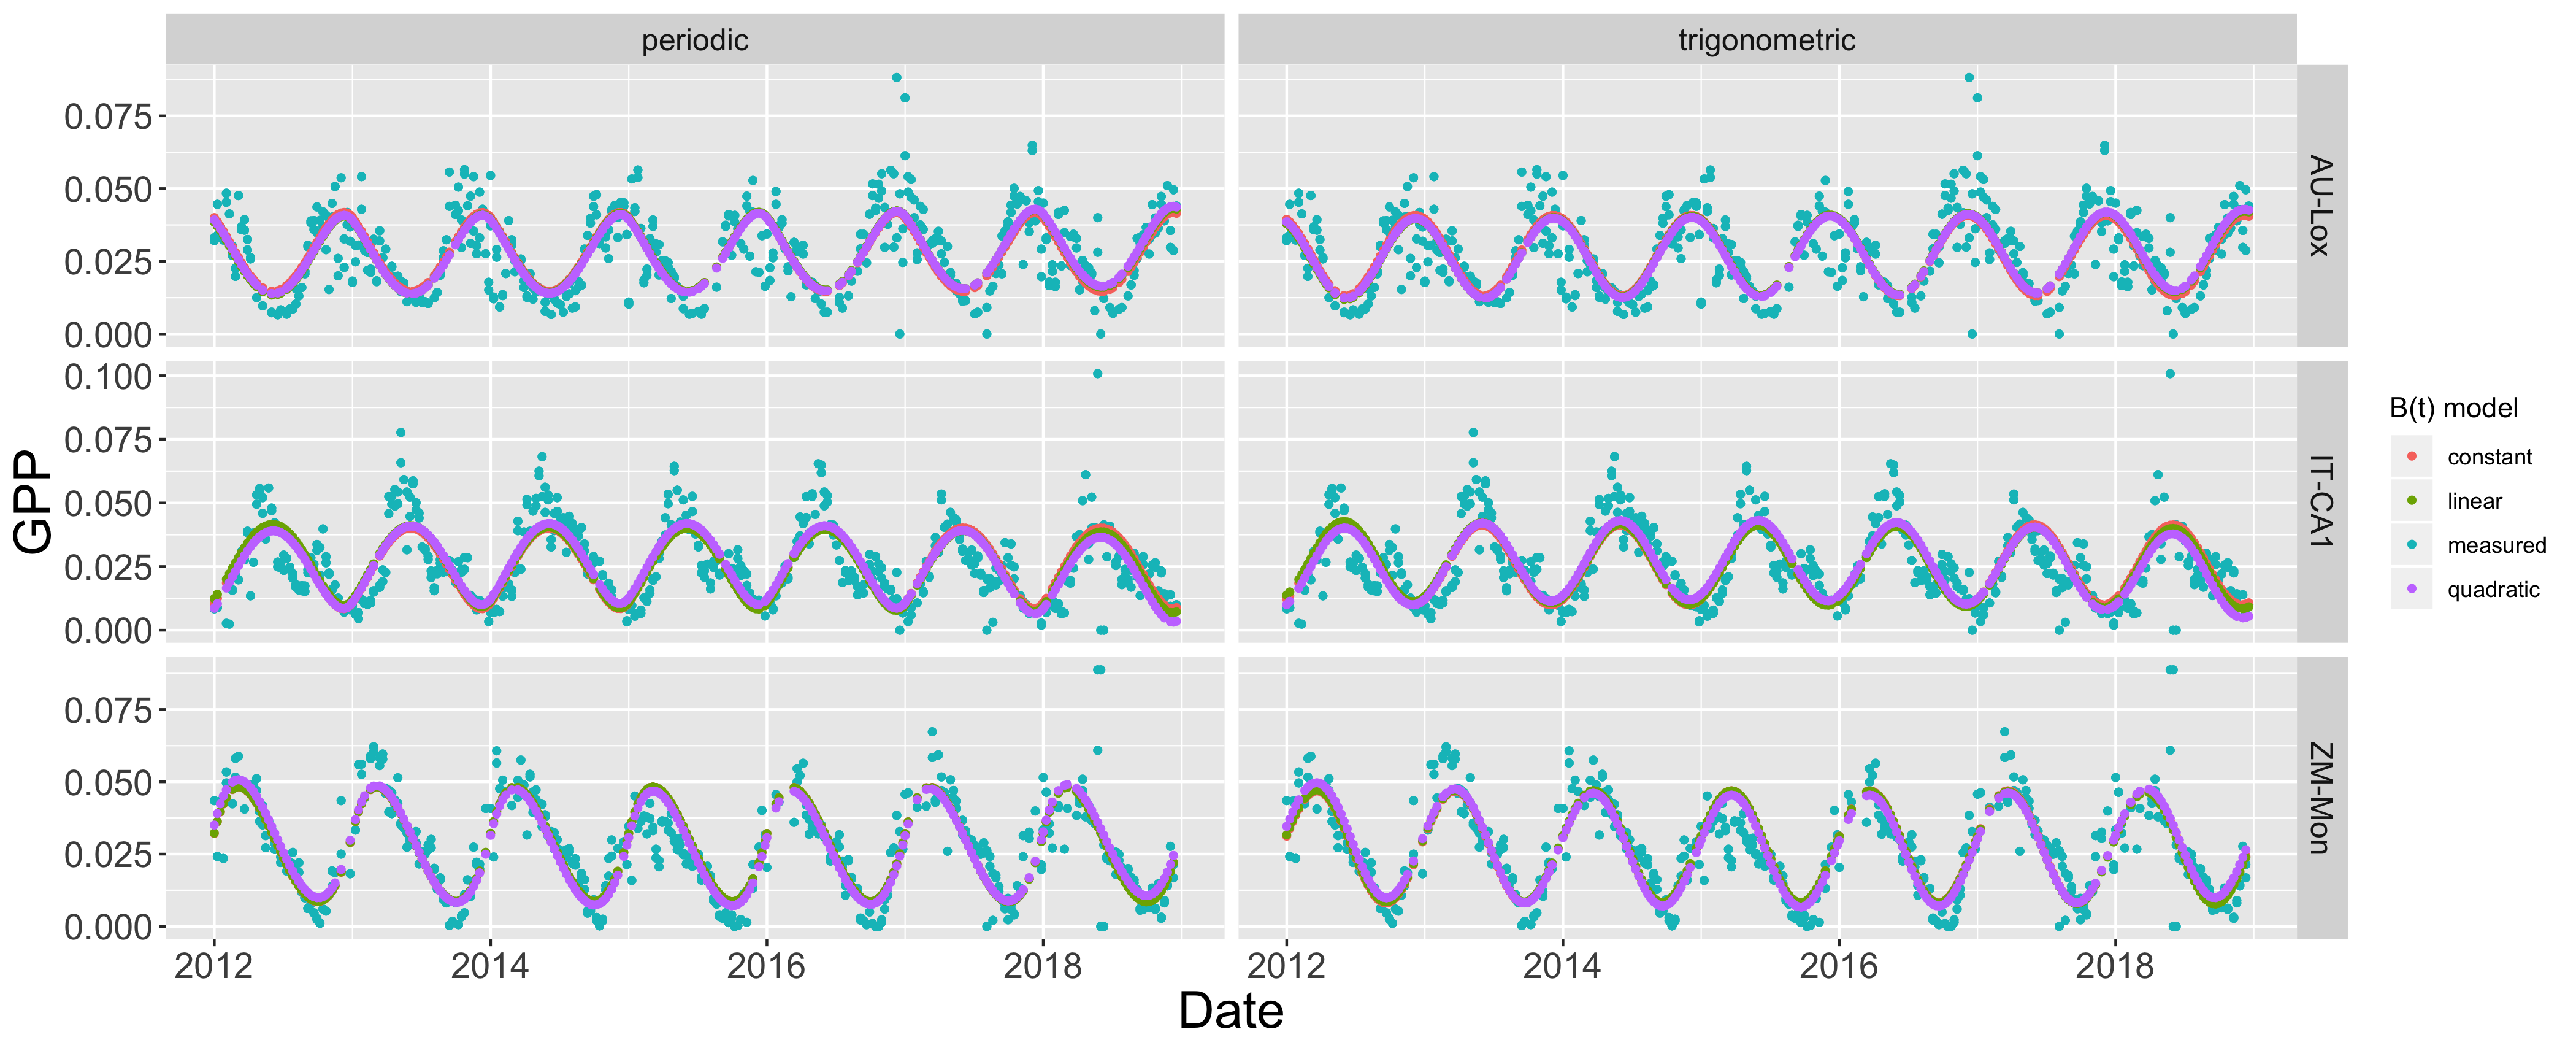 periodic
trigonometric
0.075
0.050
0.025
0.000
AU-Lox
0.100
0.075
0.050
0.025
0.000
IT-CA1
0.075
0.050
0.025
0.000
ZM-Mon
GPP
2012
2014
2016
2018
2012
2014
2016
2018
Date
B(t) model
constant
linear
measured
quadratic